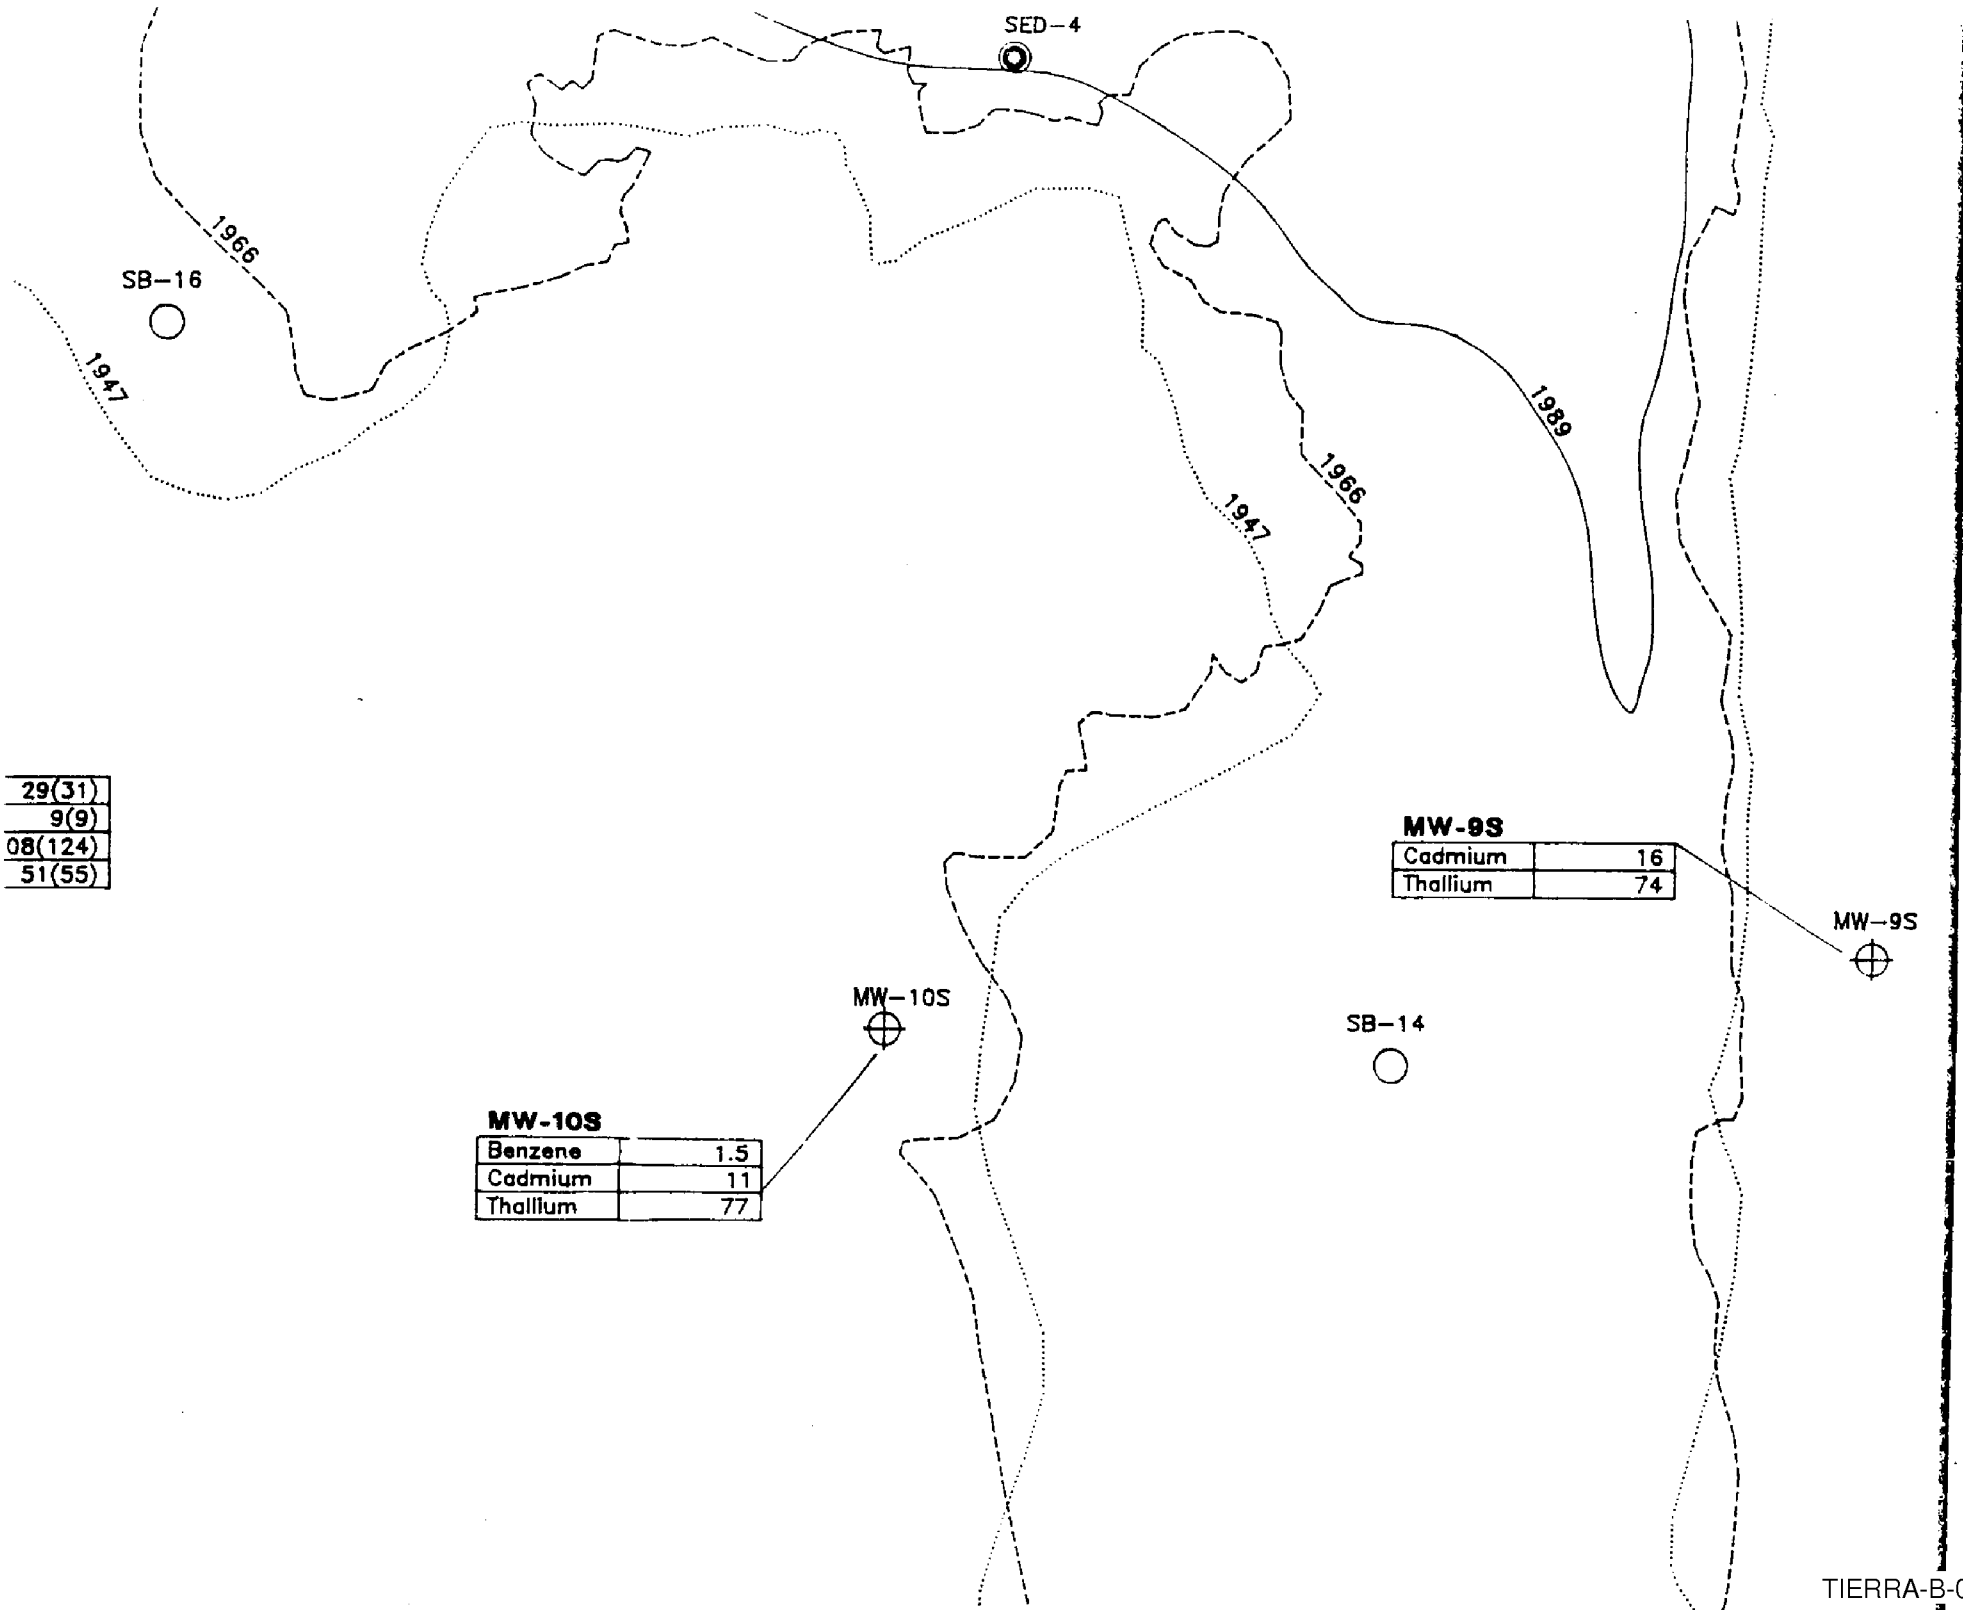 SED-4
1966
SB-16
1947
1989
1966
1947
29(31)
9(9)
08(124)
51(55)
MW-9S
Cadmium 16
Thallium 74
MW-9S
MW-10S
SB-14
MW-10S
Benzene 1.5
Cadmium 11
Thallium 77
TIERRA-B-0